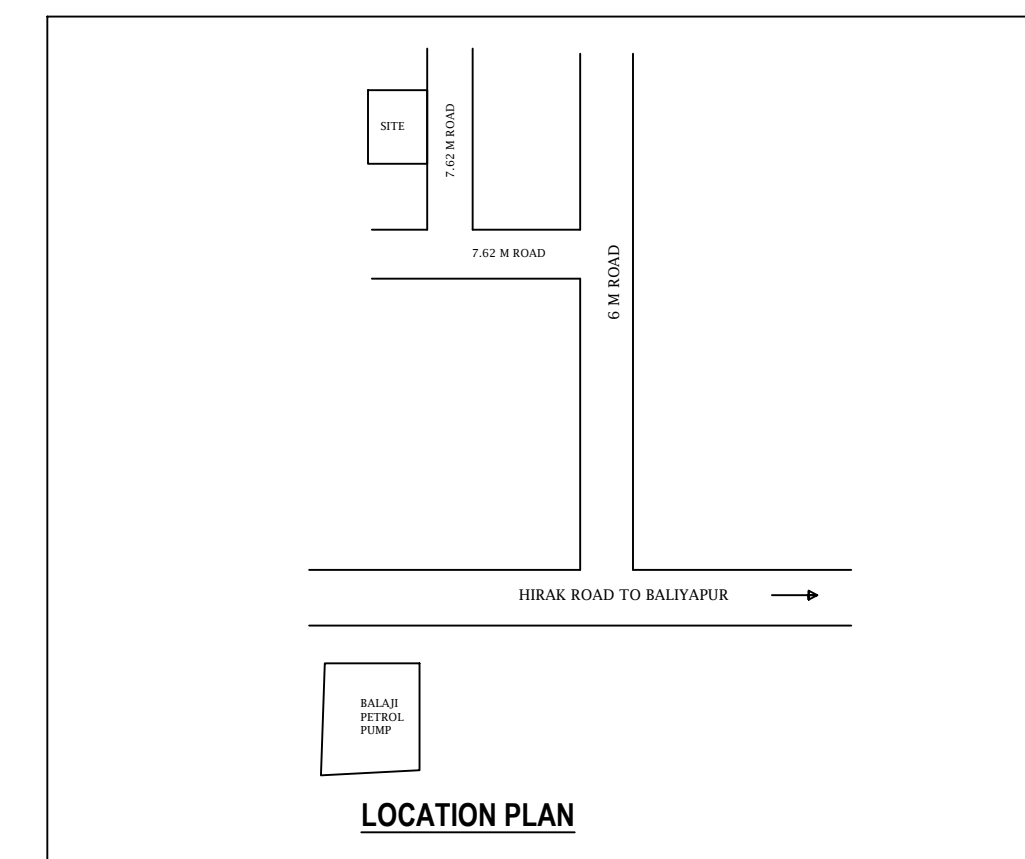 SITE
7.62 M ROAD
7.62 M ROAD
6 M ROAD
HIRAK ROAD TO BALIYAPUR
BALAJI
PETROL
PUMP
LOCATION PLAN